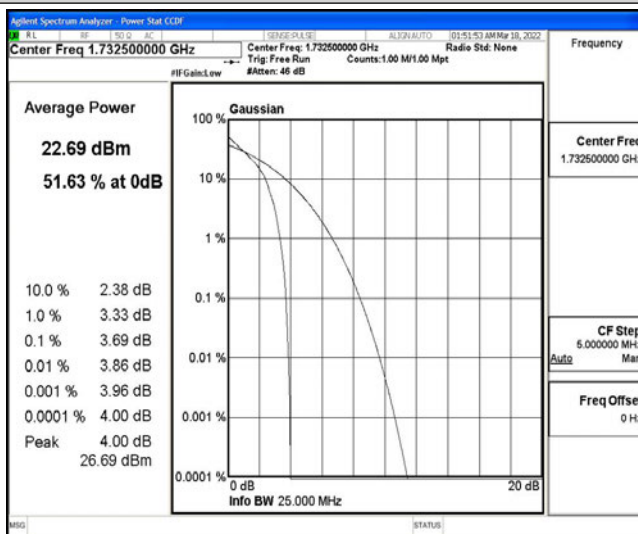 Agilent Spectrum Analyzer - Power Stat CCDF
RL RF 50 Ω AC SENSE:PULSE ALIGN AUTO 01:51:53 AM Mar 18, 2022
Center Freq 1.732500000 GHz
Center Freq: 1.732500000 GHz Radio Std: None
Trig: Free Run Counts:1.00 M/1.00 Mpt
#IFGain:Low #Atten: 46 dB
Frequency
Average Power
22.69 dBm
51.63 % at 0dB
10.0 % 2.38 dB
1.0 % 3.33 dB
0.1 % 3.69 dB
0.01 % 3.86 dB
0.001 % 3.96 dB
0.0001 % 4.00 dB
Peak 4.00 dB
26.69 dBm
Gaussian
100 %
10 %
1 %
0.1 %
0.01 %
0.001 %
0.0001 %
0 dB 20 dB
Info BW 25.000 MHz
Center Freq
1.732500000 GHz
CF Step
5.000000 MHz
Auto Man
Freq Offset
0 Hz
MSG STATUS